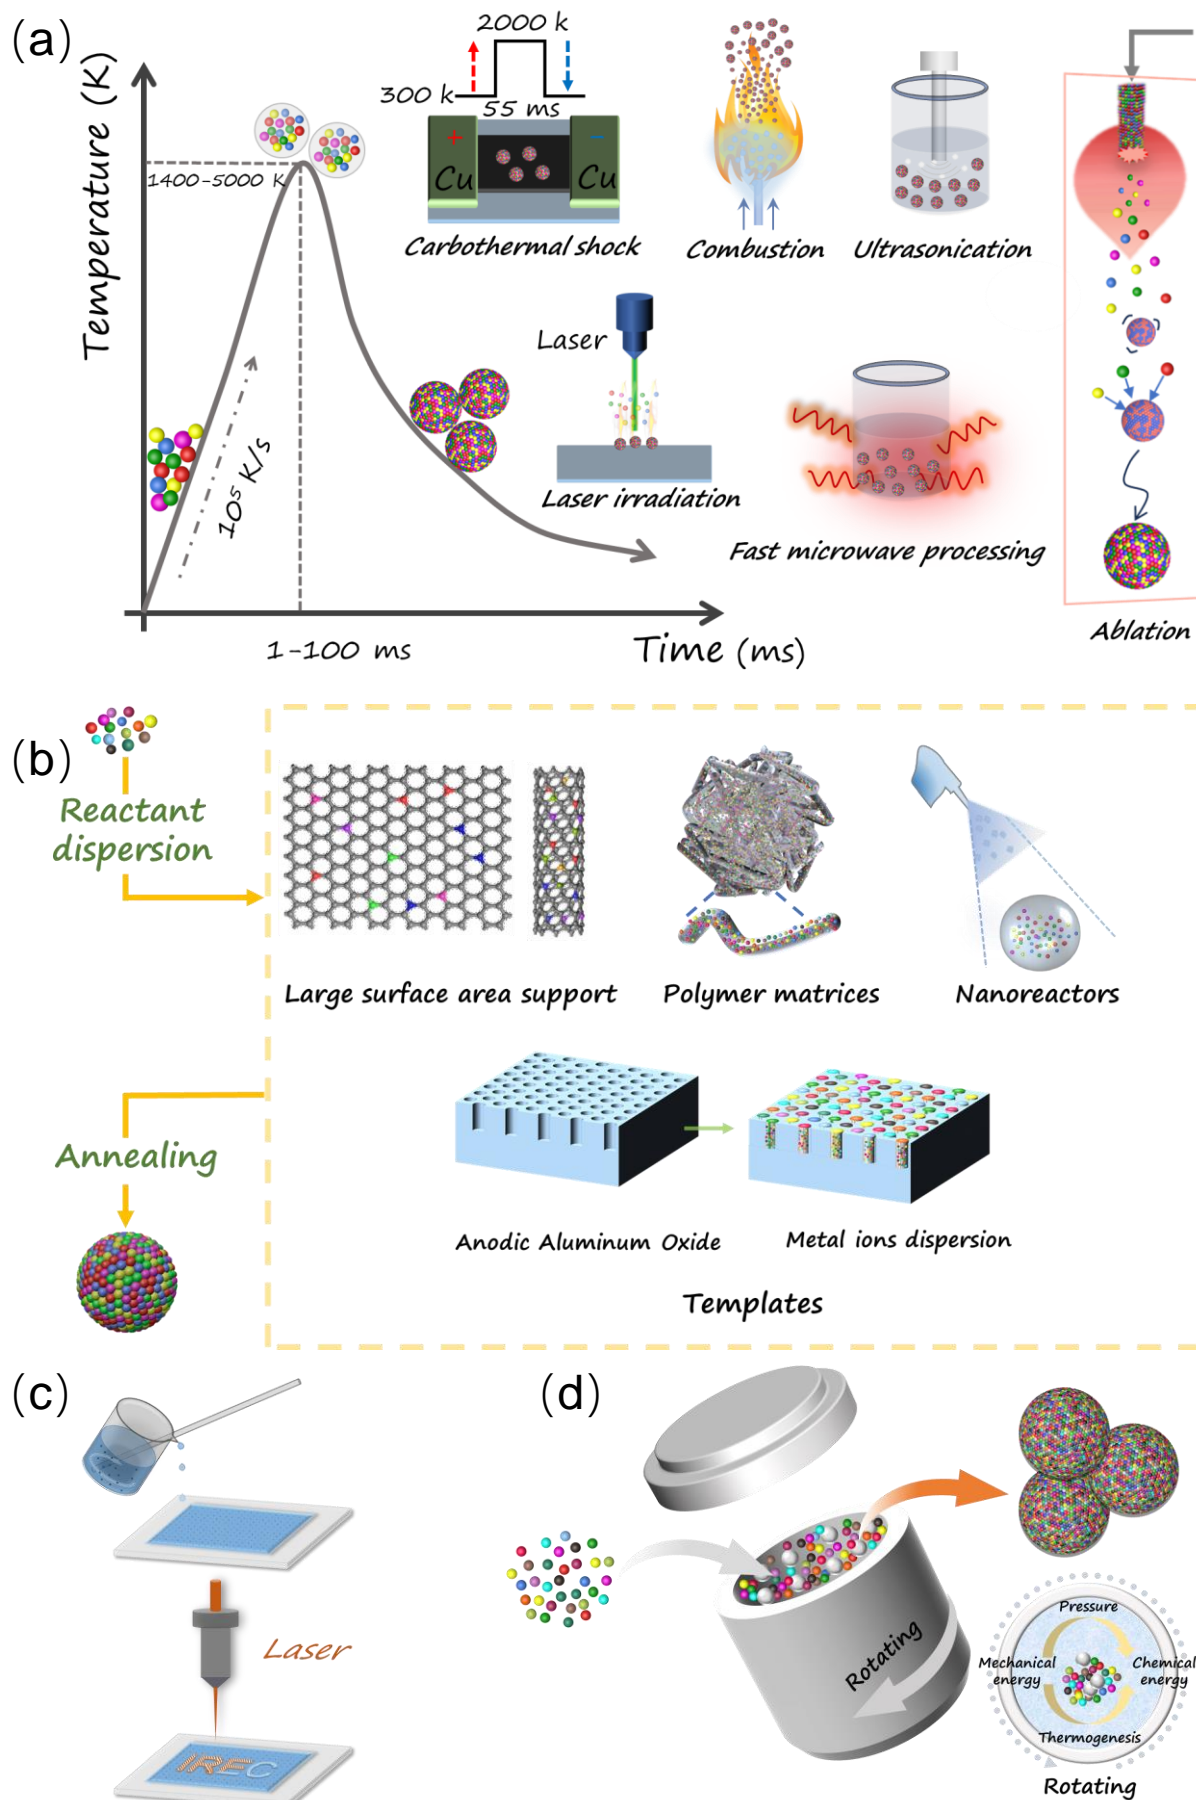 (a)
Temperature (K)
1400-5000 K
10⁵ K/s
1-100 ms
Time (ms)
2000 k
300 k
55 ms
+
-
Cu
Cu
Carbothermal shock
Combustion
Ultrasonication
Laser
Laser irradiation
Fast microwave processing
Ablation
(b)
Reactant
dispersion
Annealing
Large surface area support
Polymer matrices
Nanoreactors
Anodic Aluminum Oxide
Metal ions dispersion
Templates
(c)
Laser
IREC
(d)
Rotating
Pressure
Mechanical
energy
Chemical
energy
Thermogenesis
Rotating